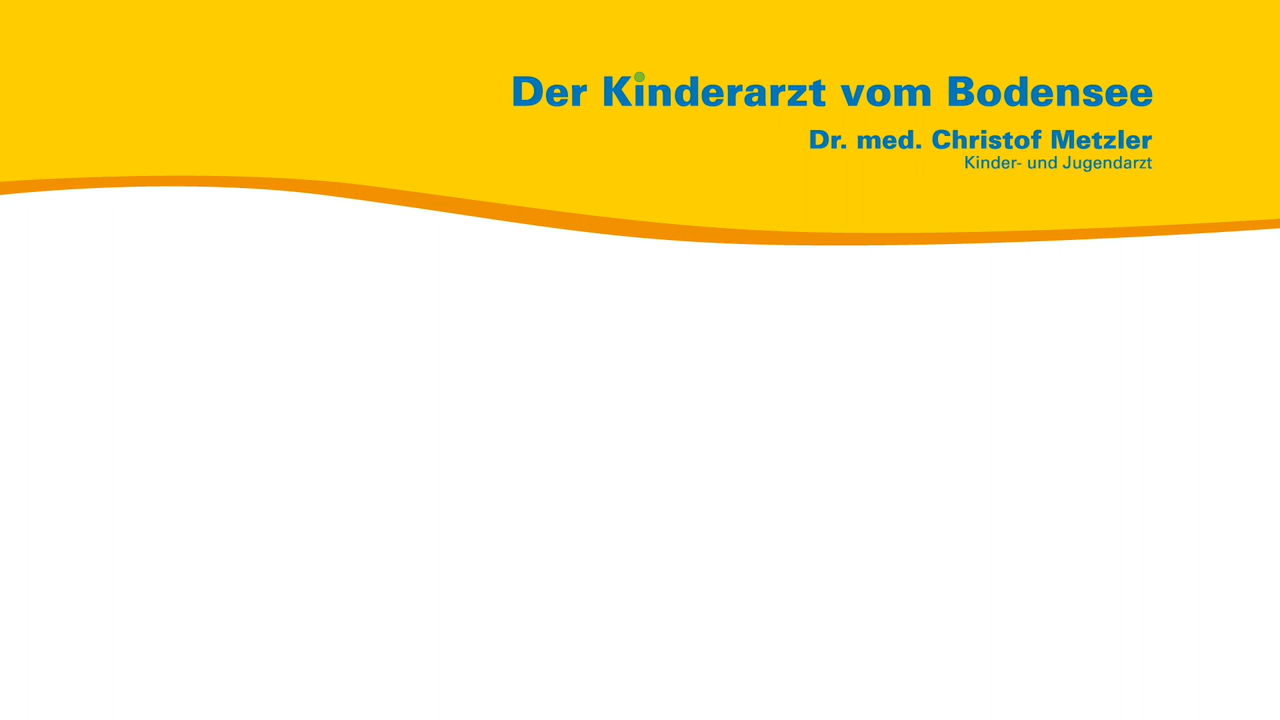 Der Kinderarzt vom Bodensee
Dr. med. Christof Metzler
Kinder- und Jugendarzt